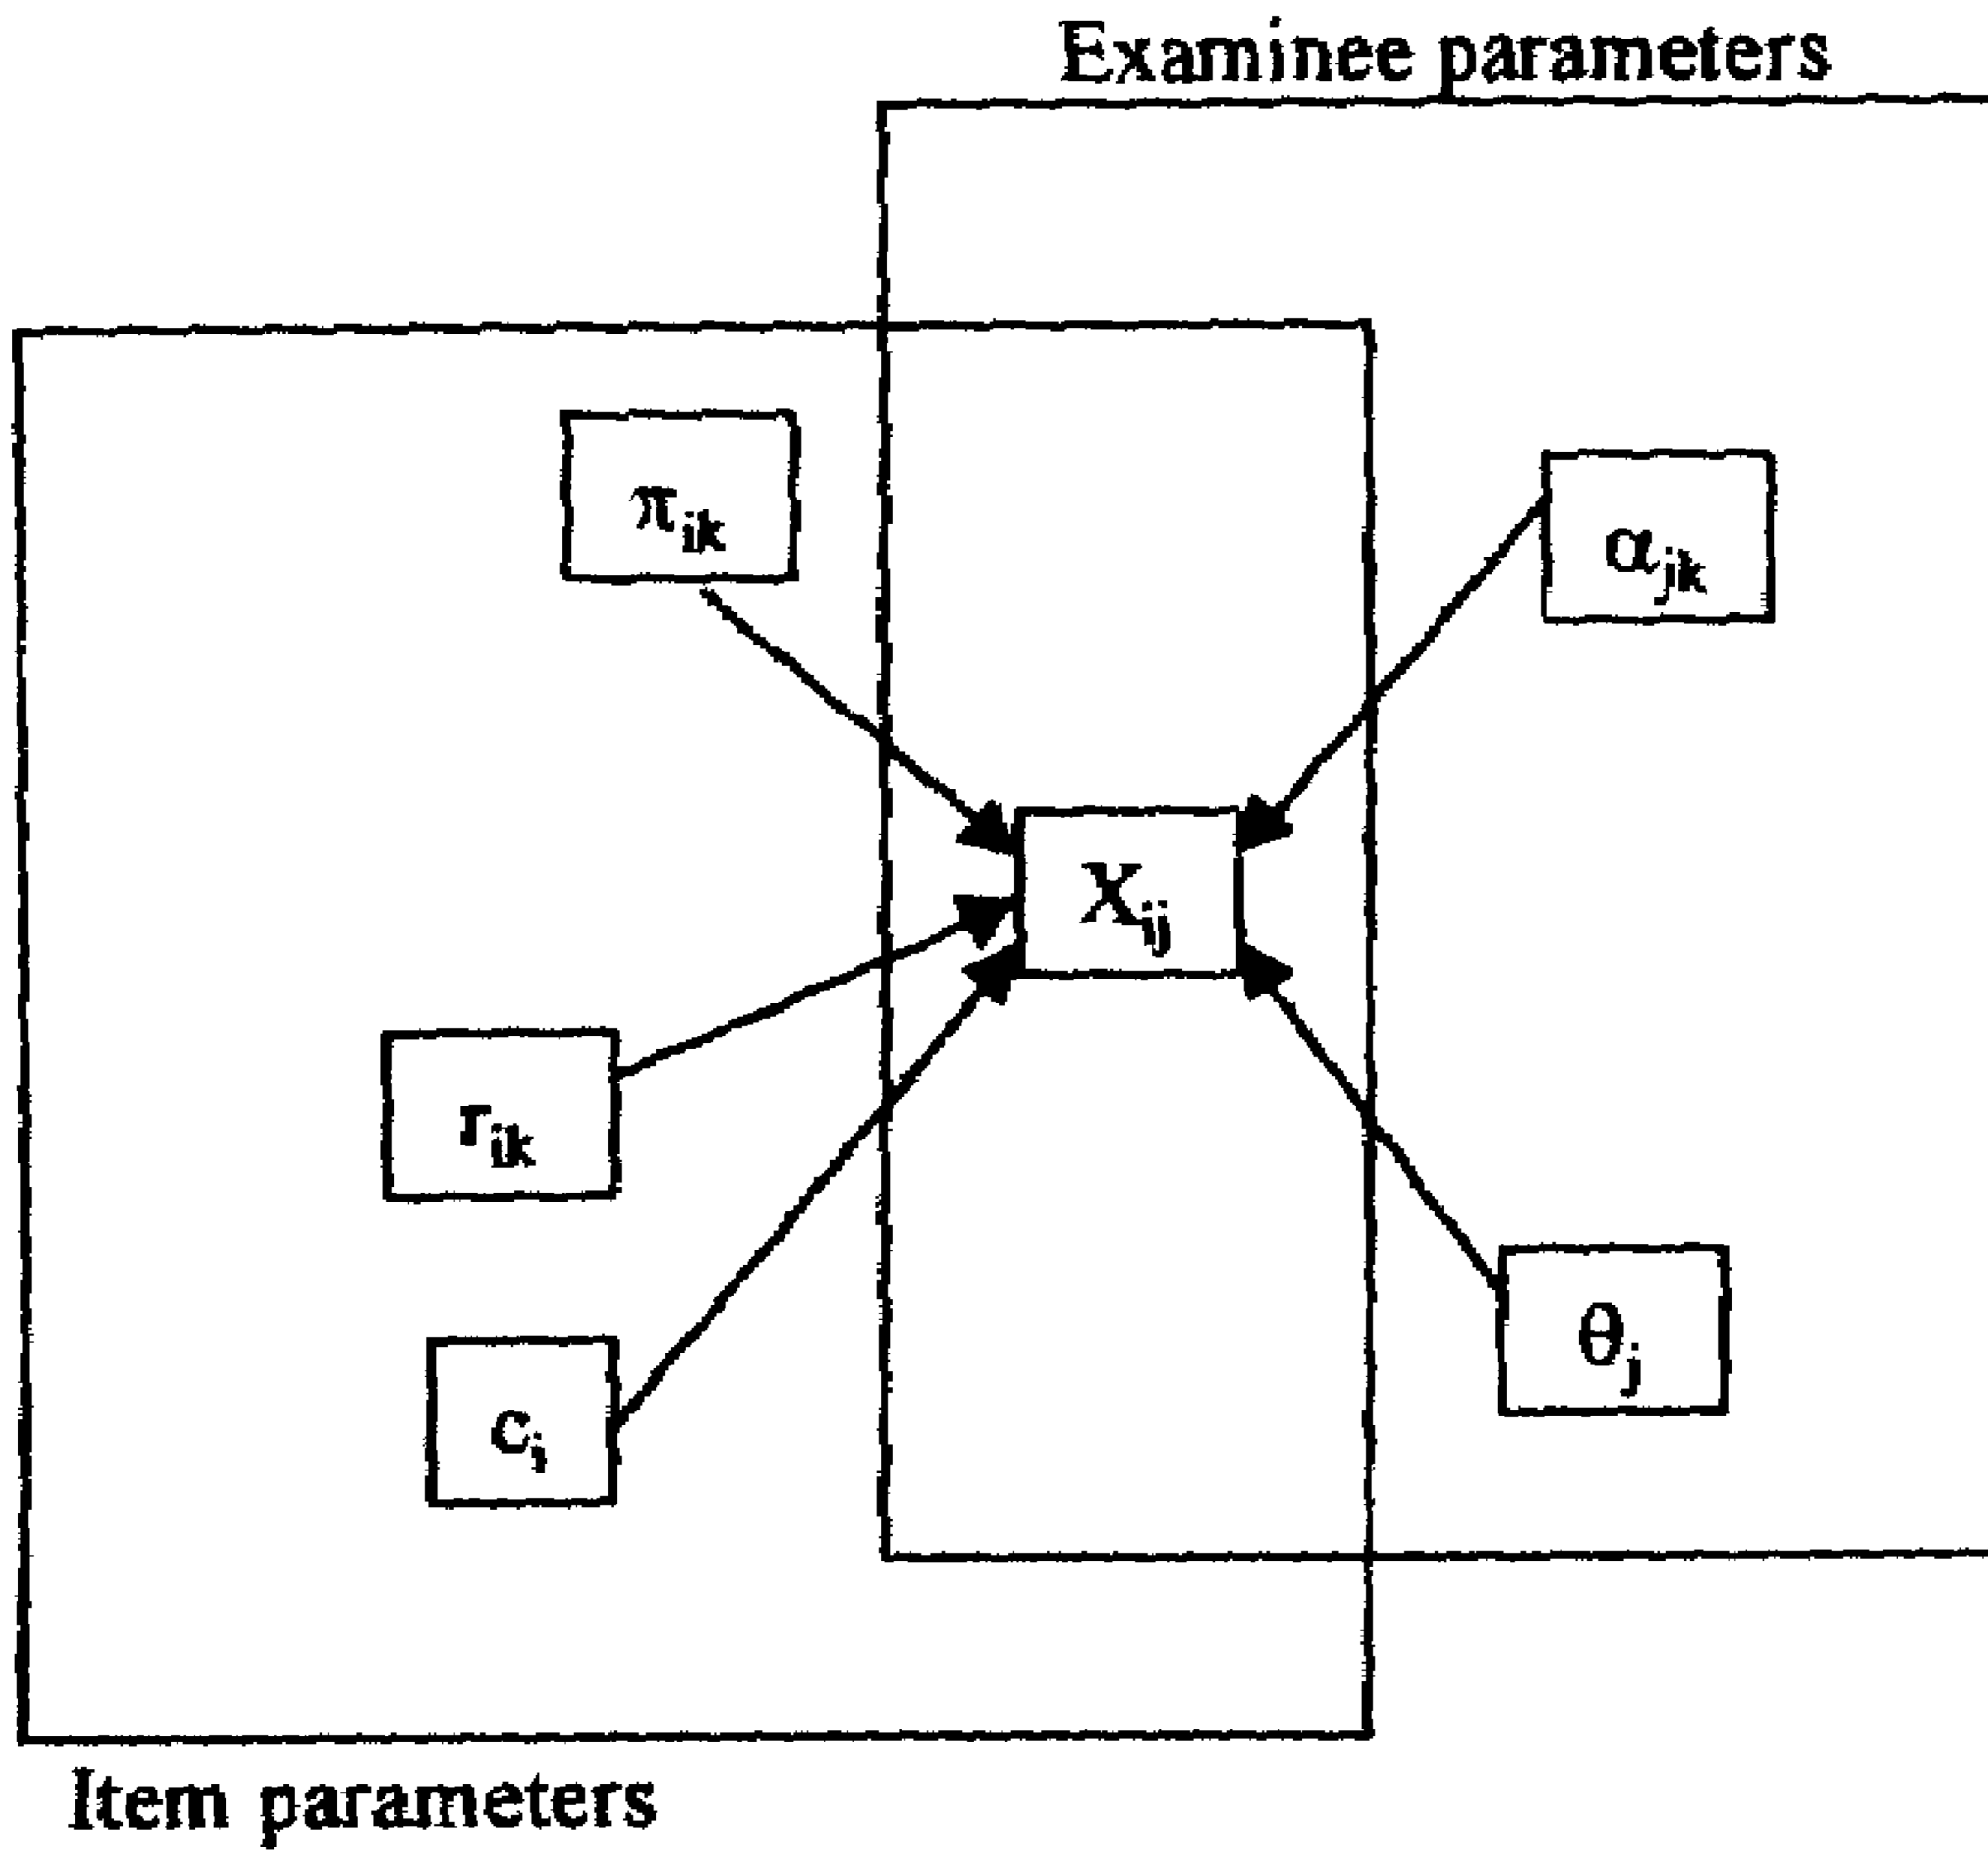 Examinee parameters
π_ik
α_jk
X_ij
r_ik
θ_j
c_i
Item parameters